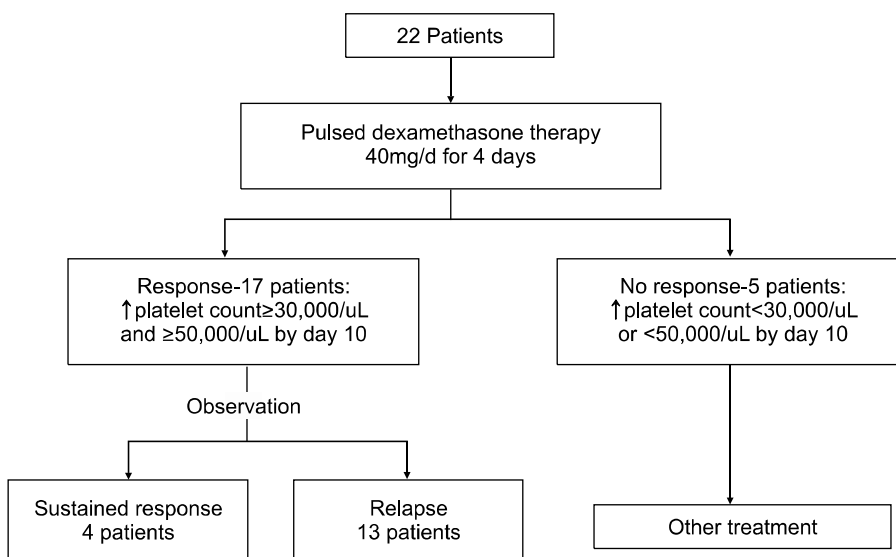 22 Patients
Pulsed dexamethasone therapy
40mg/d for 4 days
Response-17 patients:
↑platelet count≥30,000/uL
and ≥50,000/uL by day 10
No response-5 patients:
↑platelet count<30,000/uL
or <50,000/uL by day 10
Observation
Sustained response
4 patients
Relapse
13 patients
Other treatment